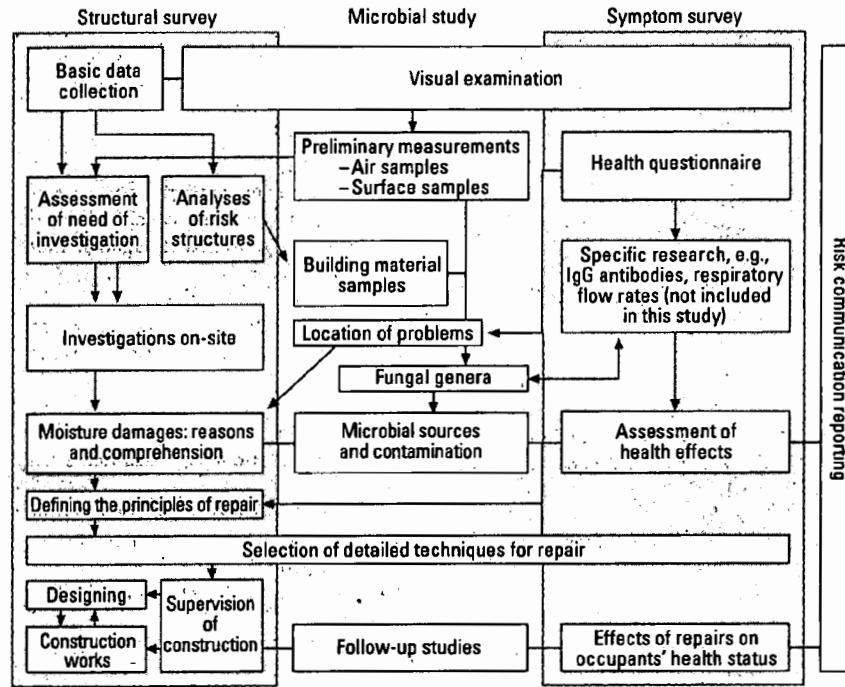 Structural survey
Microbial study
Symptom survey
Basic data
collection
Visual examination
Preliminary measurements
–Air samples
–Surface samples
Health questionnaire
Assessment
of need of
investigation
Analyses
of risk
structures
Building material
samples
Specific research, e.g.,
IgG antibodies, respiratory
flow rates (not included
in this study)
Investigations on-site
Location of problems
Fungal genera
Moisture damages: reasons
and comprehension
Microbial sources
and contamination
Assessment of
health effects
Defining the principles of repair
Selection of detailed techniques for repair
Designing
Supervision
of
construction
Construction
works
Follow-up studies
Effects of repairs on
occupants' health status
Risk communication reporting